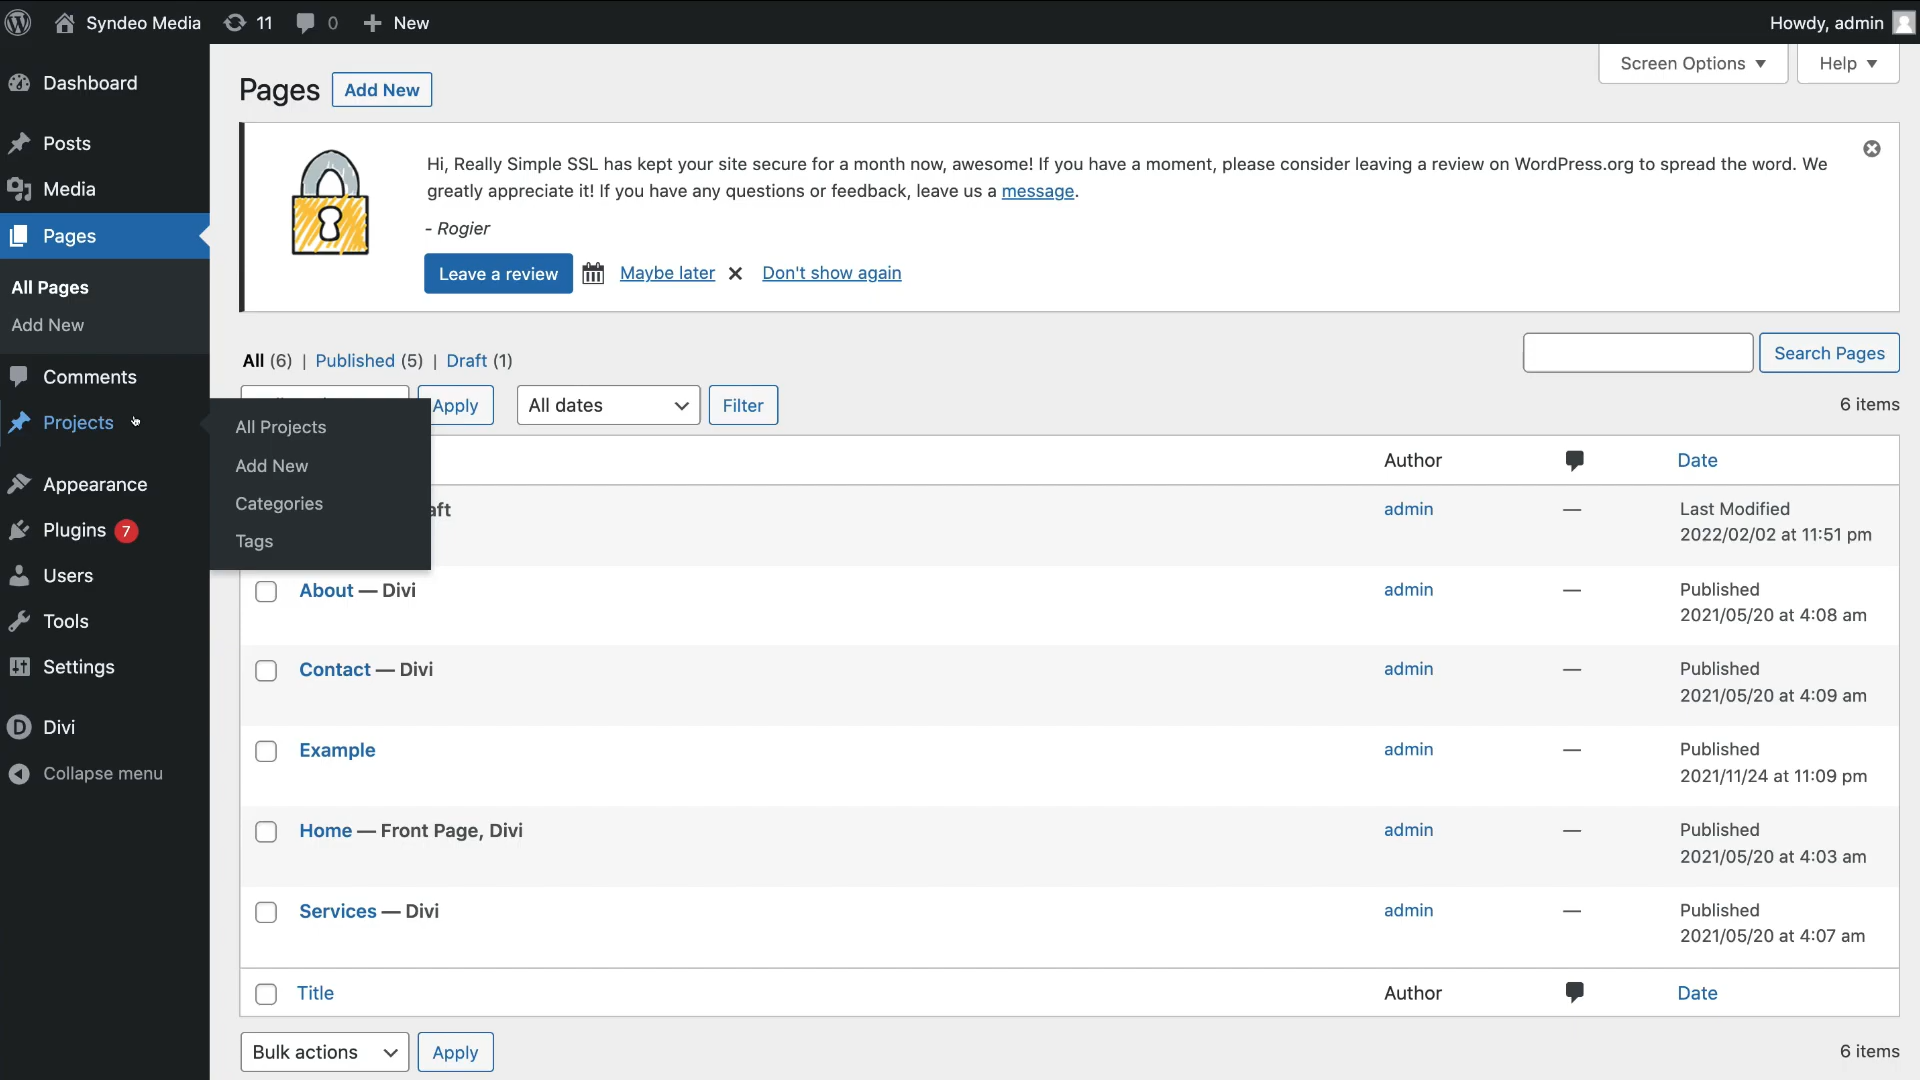 Syndeo Media 11 0 New Howdy, admin
Screen Options Help
Dashboard
Posts
Media
Pages
All Pages
Add New
Comments
Projects
Appearance
Plugins 7
Users
Tools
Settings
Divi
Collapse menu
All Projects
Add New
Categories
Tags
Pages Add New
Hi, Really Simple SSL has kept your site secure for a month now, awesome! If you have a moment, please consider leaving a review on WordPress.org to spread the word. We
greatly appreciate it! If you have any questions or feedback, leave us a message.
- Rogier
Leave a review Maybe later Don't show again
All (6) | Published (5) | Draft (1)
Search Pages
Apply All dates Filter 6 items
Author Date
aft admin — Last Modified
2022/02/02 at 11:51 pm
About — Divi admin — Published
2021/05/20 at 4:08 am
Contact — Divi admin — Published
2021/05/20 at 4:09 am
Example admin — Published
2021/11/24 at 11:09 pm
Home — Front Page, Divi admin — Published
2021/05/20 at 4:03 am
Services — Divi admin — Published
2021/05/20 at 4:07 am
Title Author Date
Bulk actions Apply 6 items